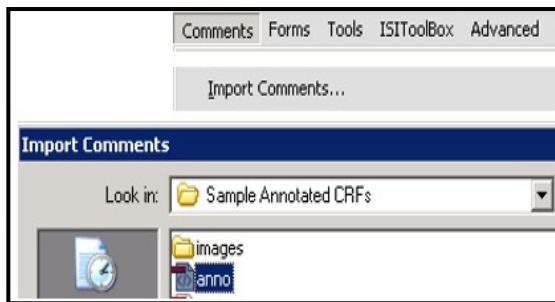 Comments Forms Tools ISIToolBox Advanced
Import Comments...
Import Comments
Look in: Sample Annotated CRFs
images
anno